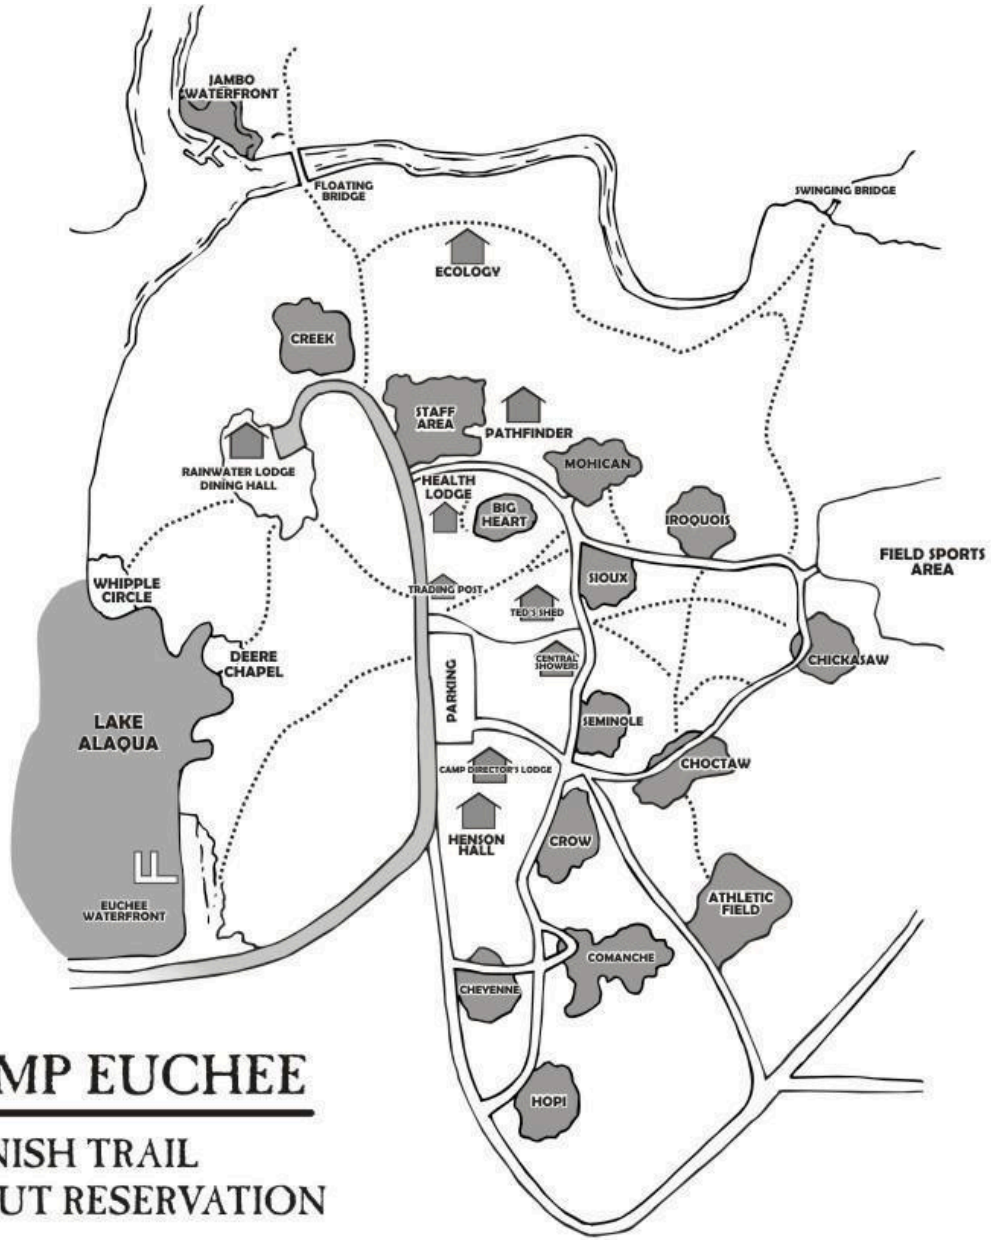 JAMBO
WATERFRONT
FLOATING
BRIDGE
SWINGING BRIDGE
ECOLOGY
CREEK
STAFF
AREA
PATHFINDER
RAINWATER LODGE
DINING HALL
MOHICAN
HEALTH
LODGE
BIG
HEART
IROQUOIS
FIELD SPORTS
AREA
WHIPPLE
CIRCLE
TRADING POST
SIOUX
TED'S SHED
DEERE
CHAPEL
CENTRAL
SHOWERS
CHICKASAW
PARKING
LAKE
ALAQUA
SEMINOLE
CAMP DIRECTOR'S LODGE
CHOCTAW
HENSON
HALL
CROW
EUCHEE
WATERFRONT
ATHLETIC
FIELD
COMANCHE
CHEYENNE
HOPI
MP EUCHEE
NISH TRAIL
UT RESERVATION